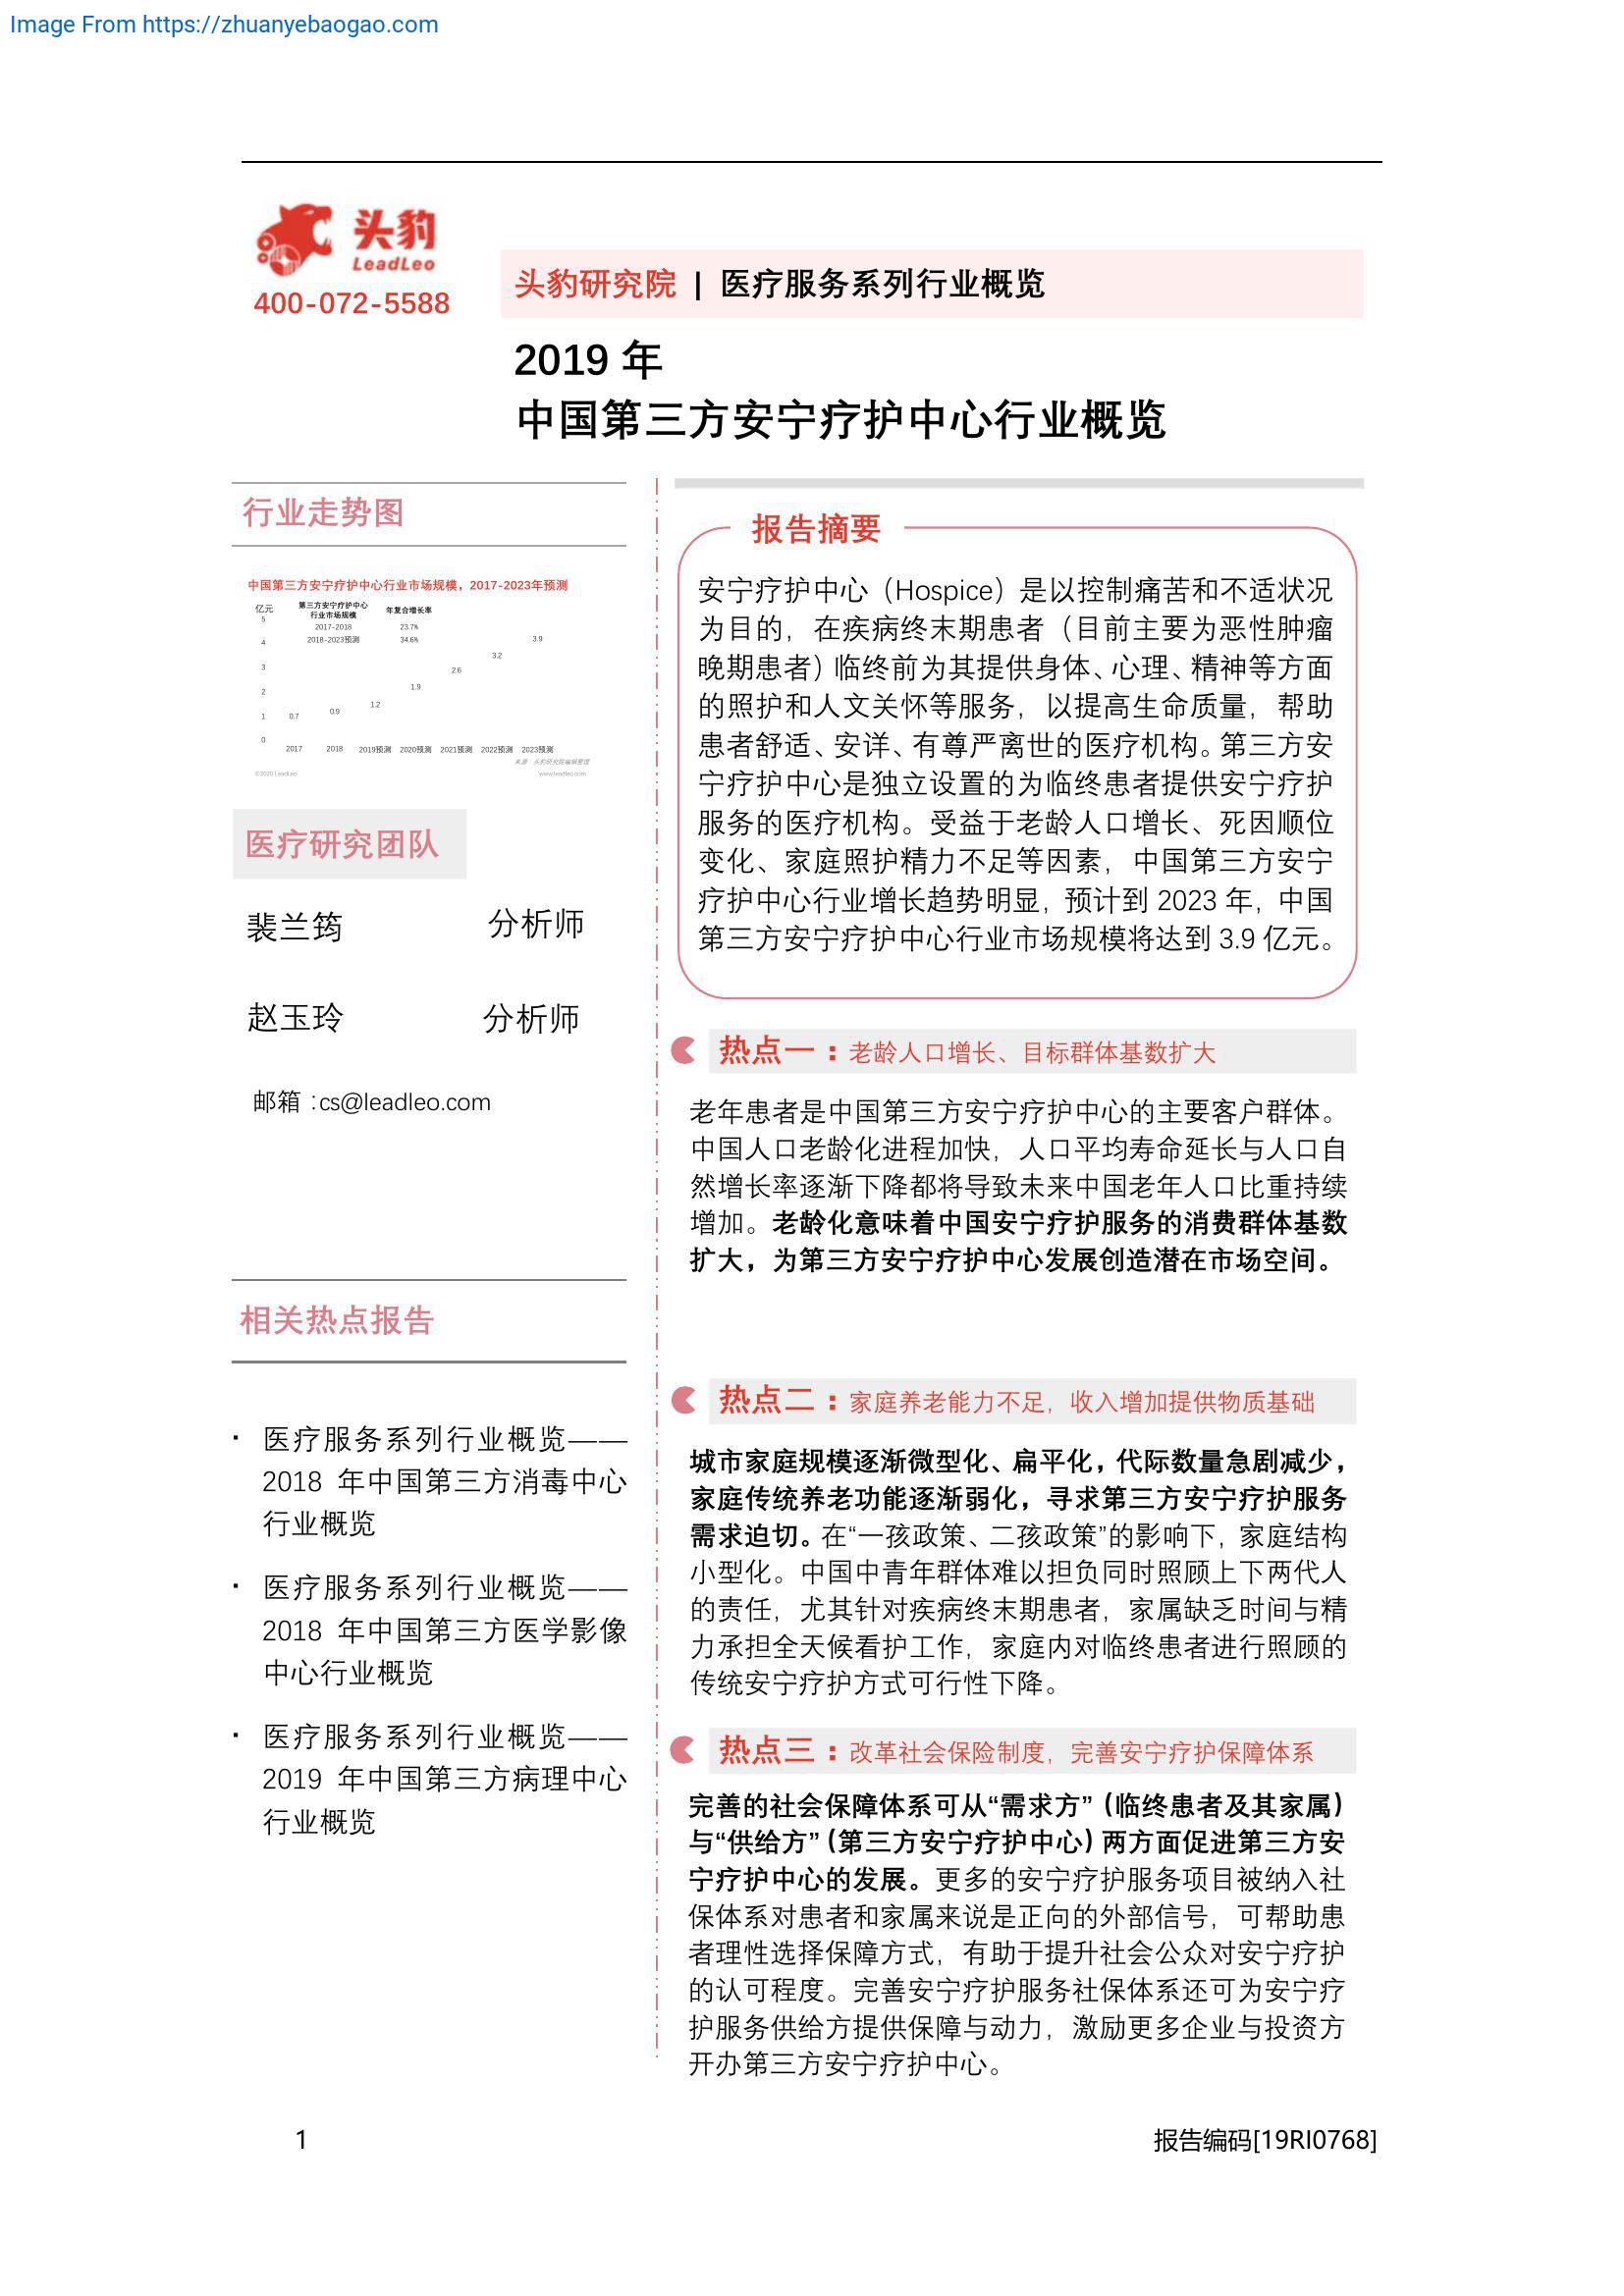 Image From https://zhuanyebaogao.com
头豹
LeadLeo
400-072-5588
头豹研究院 | 医疗服务系列行业概览
2019 年
中国第三方安宁疗护中心行业概览
行业走势图
中国第三方安宁疗护中心行业市场规模，2017-2023年预测
亿元
第三方安宁疗护中心
行业市场规模
年复合增长率
2017-2018 23.7%
2018-2023预测 34.6%
5
4
3
2
1
0
0.7
0.9
1.2
1.9
2.6
3.2
3.9
2017 2018 2019预测 2020预测 2021预测 2022预测 2023预测
来源：头豹研究院编辑整理
©2020 LeadLeo
www.leadleo.com
医疗研究团队
裴兰筠 分析师
赵玉玲 分析师
邮箱：cs@leadleo.com
相关热点报告
· 医疗服务系列行业概览——
2018 年中国第三方消毒中心
行业概览
· 医疗服务系列行业概览——
2018 年中国第三方医学影像
中心行业概览
· 医疗服务系列行业概览——
2019 年中国第三方病理中心
行业概览
报告摘要
安宁疗护中心（Hospice）是以控制痛苦和不适状况
为目的，在疾病终末期患者（目前主要为恶性肿瘤
晚期患者）临终前为其提供身体、心理、精神等方面
的照护和人文关怀等服务，以提高生命质量，帮助
患者舒适、安详、有尊严离世的医疗机构。第三方安
宁疗护中心是独立设置的为临终患者提供安宁疗护
服务的医疗机构。受益于老龄人口增长、死因顺位
变化、家庭照护精力不足等因素，中国第三方安宁
疗护中心行业增长趋势明显，预计到 2023 年，中国
第三方安宁疗护中心行业市场规模将达到 3.9 亿元。
热点一：老龄人口增长、目标群体基数扩大
老年患者是中国第三方安宁疗护中心的主要客户群体。
中国人口老龄化进程加快，人口平均寿命延长与人口自
然增长率逐渐下降都将导致未来中国老年人口比重持续
增加。老龄化意味着中国安宁疗护服务的消费群体基数
扩大，为第三方安宁疗护中心发展创造潜在市场空间。
热点二：家庭养老能力不足，收入增加提供物质基础
城市家庭规模逐渐微型化、扁平化，代际数量急剧减少，
家庭传统养老功能逐渐弱化，寻求第三方安宁疗护服务
需求迫切。在“一孩政策、二孩政策”的影响下，家庭结构
小型化。中国中青年群体难以担负同时照顾上下两代人
的责任，尤其针对疾病终末期患者，家属缺乏时间与精
力承担全天候看护工作，家庭内对临终患者进行照顾的
传统安宁疗护方式可行性下降。
热点三：改革社会保险制度，完善安宁疗护保障体系
完善的社会保障体系可从“需求方”（临终患者及其家属）
与“供给方”（第三方安宁疗护中心）两方面促进第三方安
宁疗护中心的发展。更多的安宁疗护服务项目被纳入社
保体系对患者和家属来说是正向的外部信号，可帮助患
者理性选择保障方式，有助于提升社会公众对安宁疗护
的认可程度。完善安宁疗护服务社保体系还可为安宁疗
护服务供给方提供保障与动力，激励更多企业与投资方
开办第三方安宁疗护中心。
1
报告编码[19RI0768]